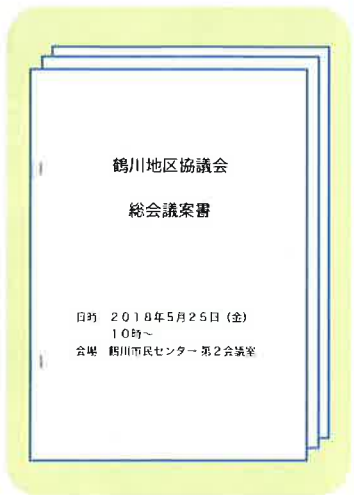 鶴川地区協議会
総会議案書
日時 2018年5月25日（金）
10時～
会場 鶴川市民センター 第2会議室